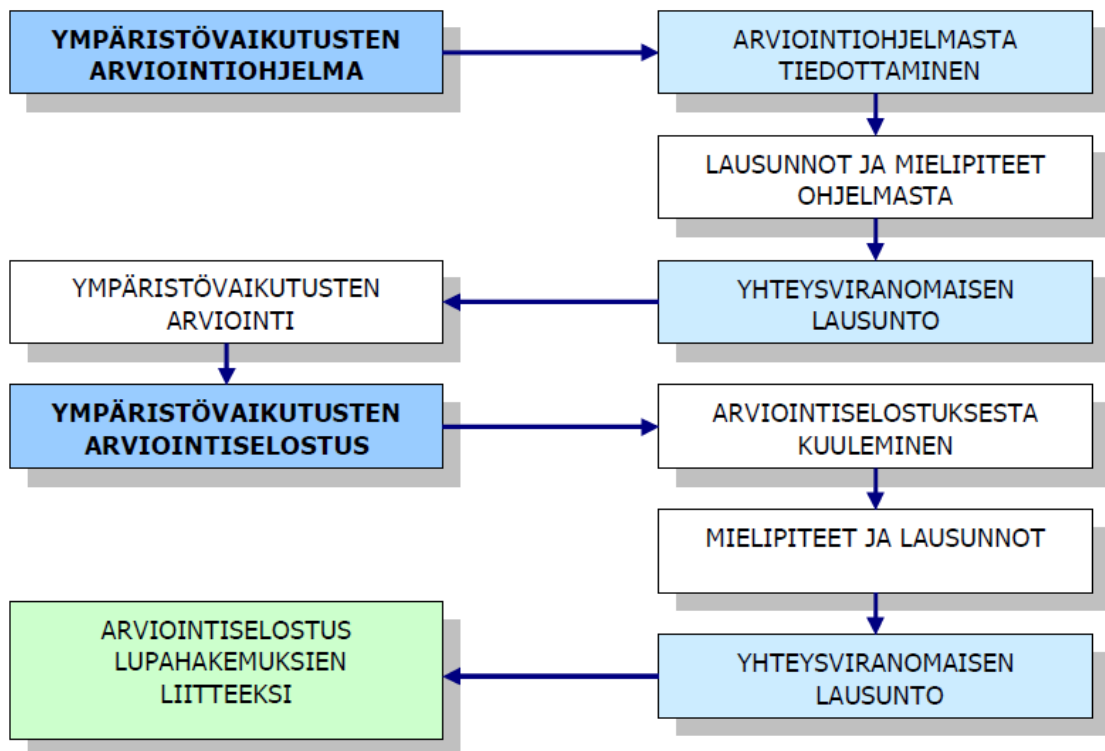 YMPÄRISTÖVAIKUTUSTEN
ARVIOINTIOHJELMA
ARVIOINTIOHJELMASTA
TIEDOTTAMINEN
LAUSUNNOT JA MIELIPITEET
OHJELMASTA
YHTEYSVIRANOMAISEN
LAUSUNTO
YMPÄRISTÖVAIKUTUSTEN
ARVIOINTI
YMPÄRISTÖVAIKUTUSTEN
ARVIOINTISELOSTUS
ARVIOINTISELOSTUKSESTA
KUULEMINEN
MIELIPITEET JA LAUSUNNOT
YHTEYSVIRANOMAISEN
LAUSUNTO
ARVIOINTISELOSTUS
LUPAHAKEMUKSIEN
LIITTEEKSI